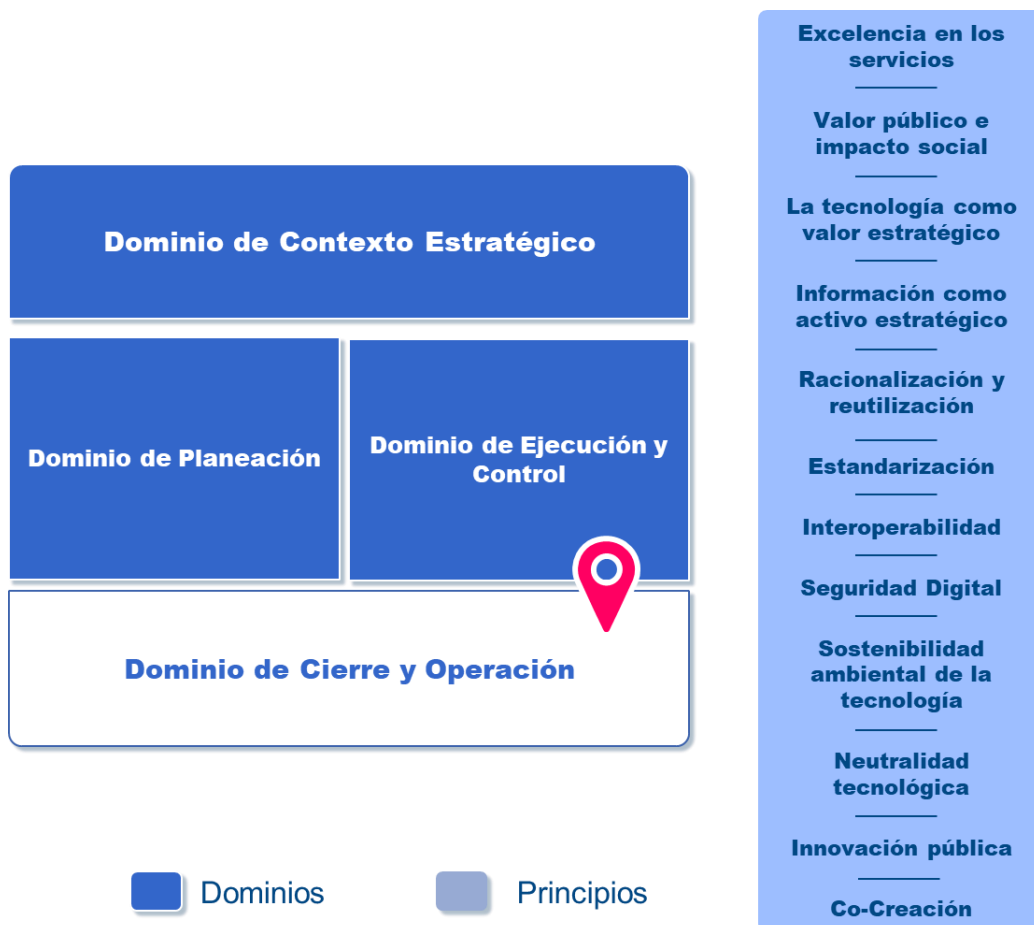 Dominio de Contexto Estratégico
Dominio de Planeación
Dominio de Ejecución y
Control
Dominio de Cierre y Operación
Dominios
Principios
Excelencia en los
servicios
Valor público e
impacto social
La tecnología como
valor estratégico
Información como
activo estratégico
Racionalización y
reutilización
Estandarización
Interoperabilidad
Seguridad Digital
Sostenibilidad
ambiental de la
tecnología
Neutralidad
tecnológica
Innovación pública
Co-Creación